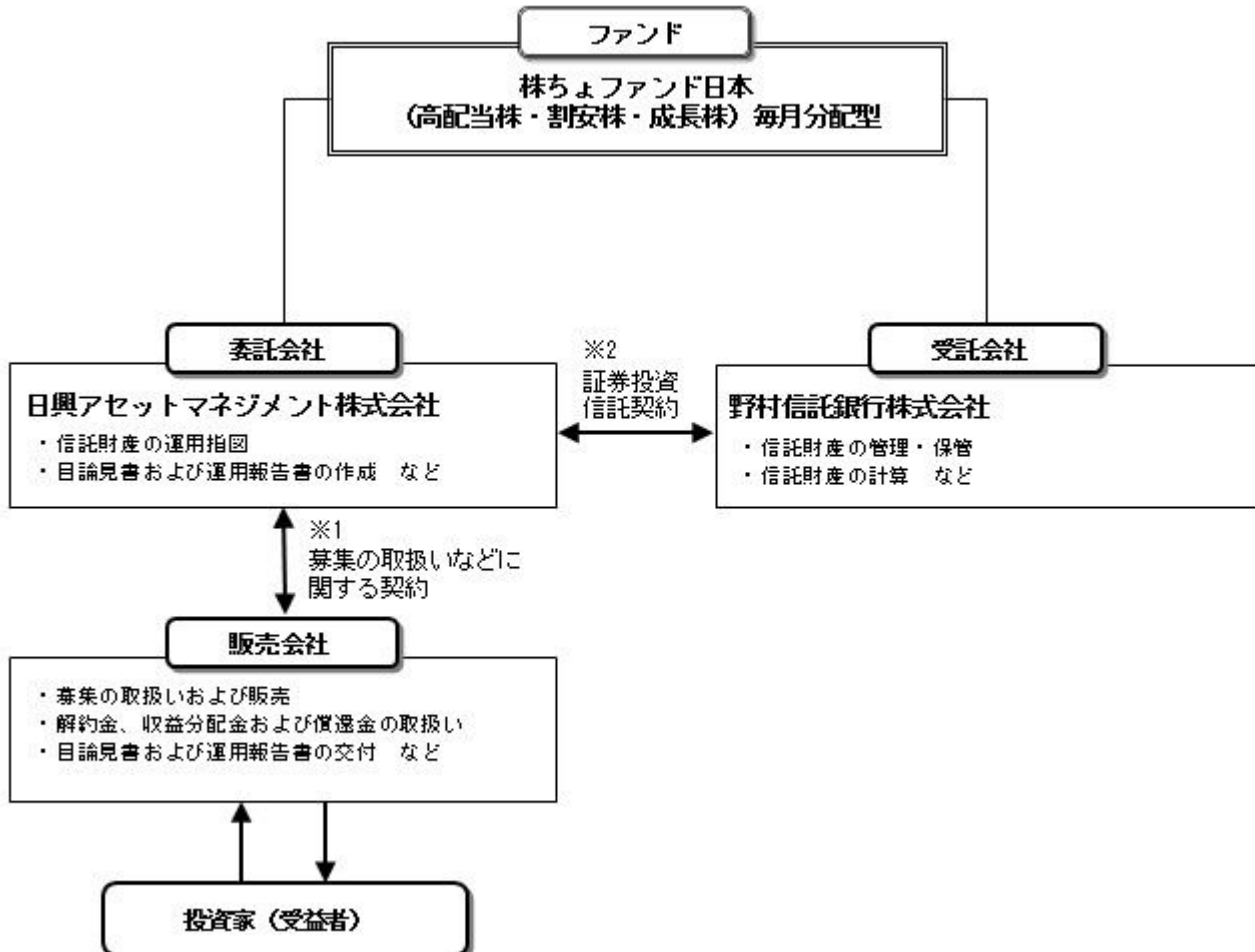 ファンド
株ちょファンド日本
(高配当株・割安株・成長株)毎月分配型
委託会社
日興アセットマネジメント株式会社
・信託財産の運用指図
・目論見書および運用報告書の作成 など
※2
証券投資
信託契約
受託会社
野村信託銀行株式会社
・信託財産の管理・保管
・信託財産の計算 など
※1
募集の取扱いなどに
関する契約
販売会社
・募集の取扱いおよび販売
・解約金、収益分配金および償還金の取扱い
・目論見書および運用報告書の交付 など
投資家(受益者)